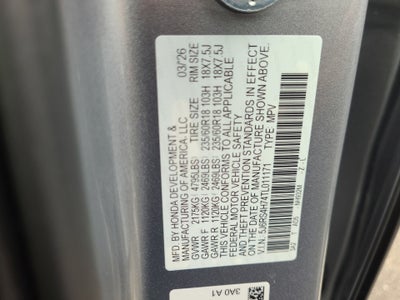 MFD. BY HONDA DEVELOPMENT & 03/26
MANUFACTURING OF AMERICA, LLC
GVWR 2175KG( 4795LBS) TIRE SIZE RIM SIZE
GAWR F 1120KG( 2469LBS) 235/60R18 103H 18X7.5J
GAWR R 1120KG( 2469LBS) 235/60R18 103H 18X7.5J
THIS VEHICLE CONFORMS TO ALL APPLICABLE
FEDERAL MOTOR VEHICLE SAFETY
AND THEFT PREVENTION STANDARDS IN EFFECT
ON THE DATE OF MANUFACTURE SHOWN ABOVE.
V.I.N: TYPE: MPV
3A0 A1